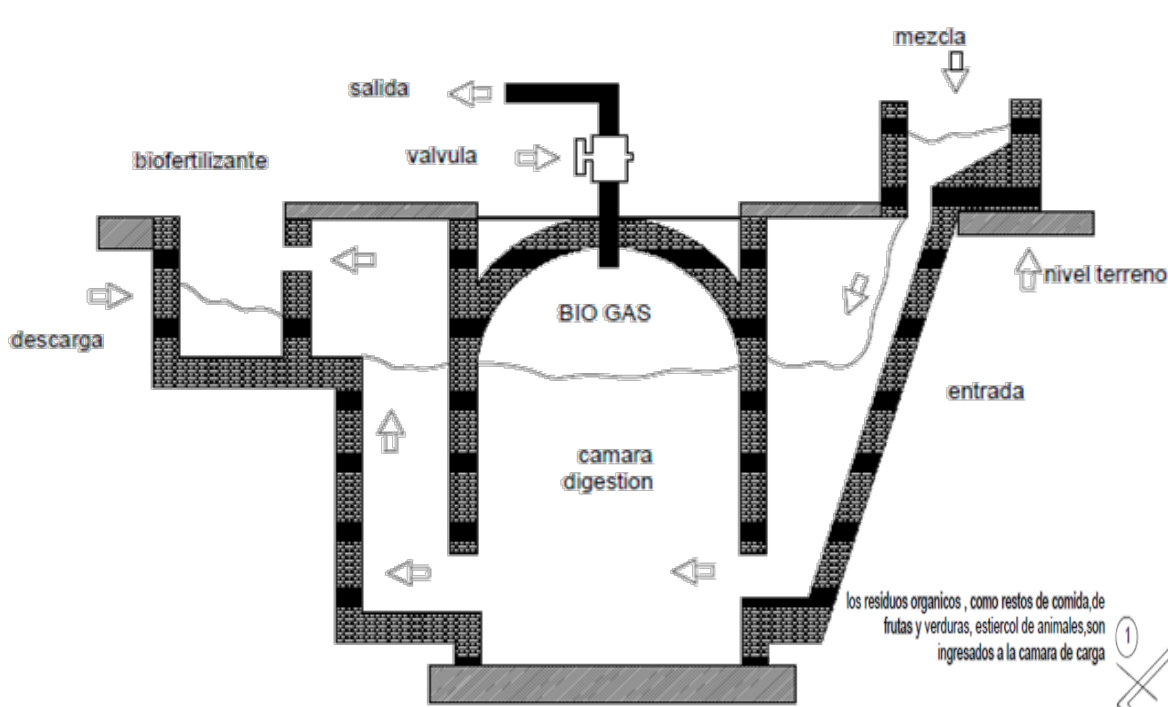 mezcla
salida
valvula
biofertilizante
BIO GAS
nivel terreno
descarga
entrada
camara
digestion
los residuos organicos , como restos de comida,de
frutas y verduras, estiercol de animales,son
ingresados a la camara de carga
1